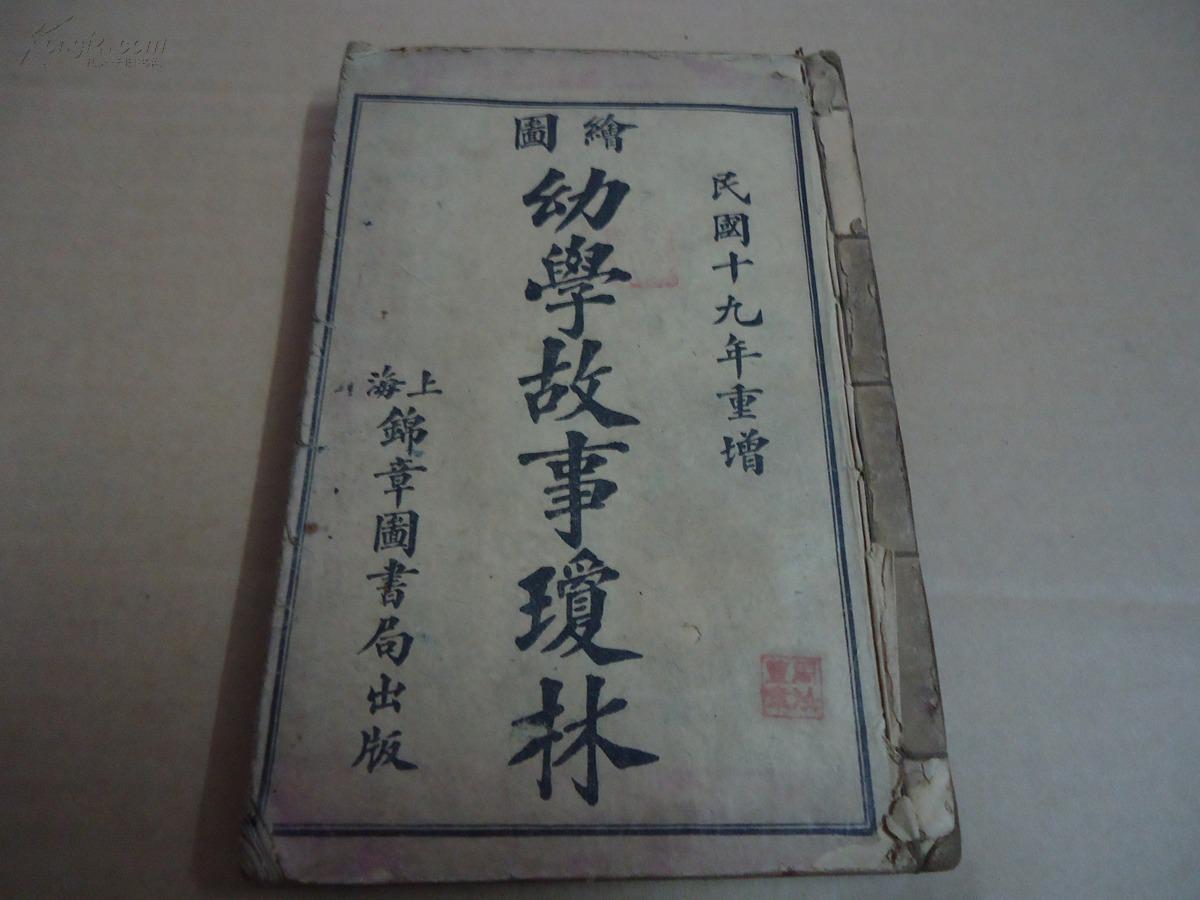 民國十九年重增
繪圖
幼學故事瓊林
上海
錦章圖書局出版